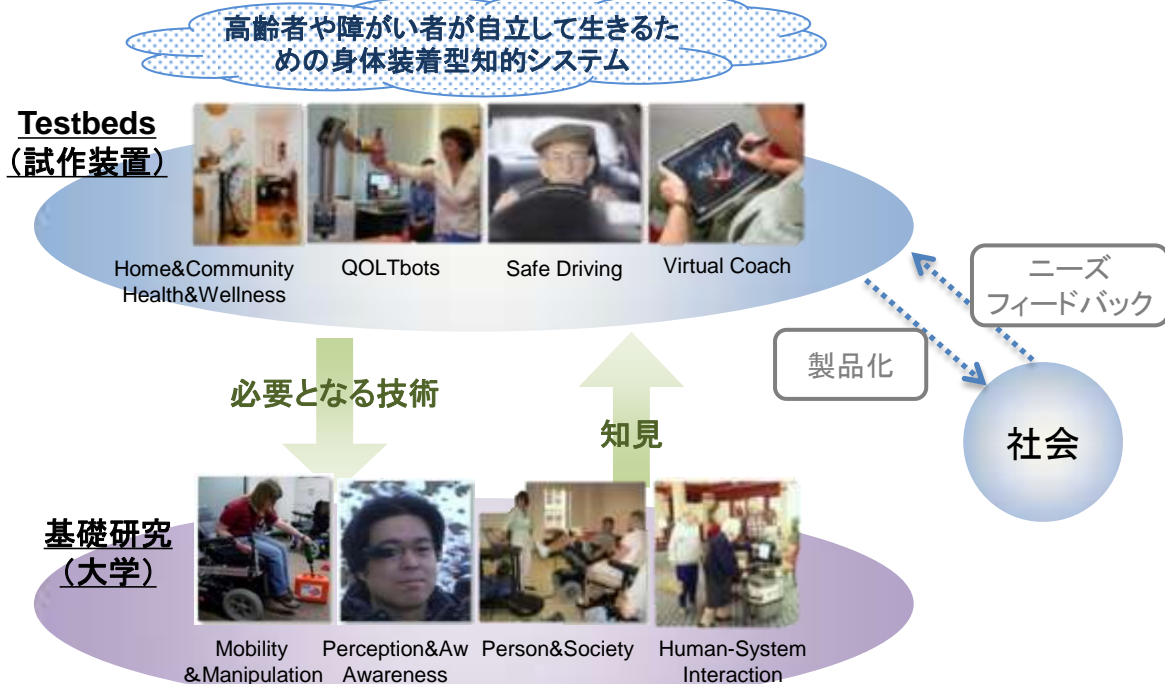 高齢者や障がい者が自立して生きるた
めの身体装着型知的システム
Testbeds
（試作装置）
Home&Community
Health&Wellness
QOLTbots
Safe Driving
Virtual Coach
ニーズ
フィードバック
製品化
社会
必要となる技術
知見
基礎研究
（大学）
Mobility
&Manipulation
Perception&Aw
Awareness
Person&Society
Human-System
Interaction